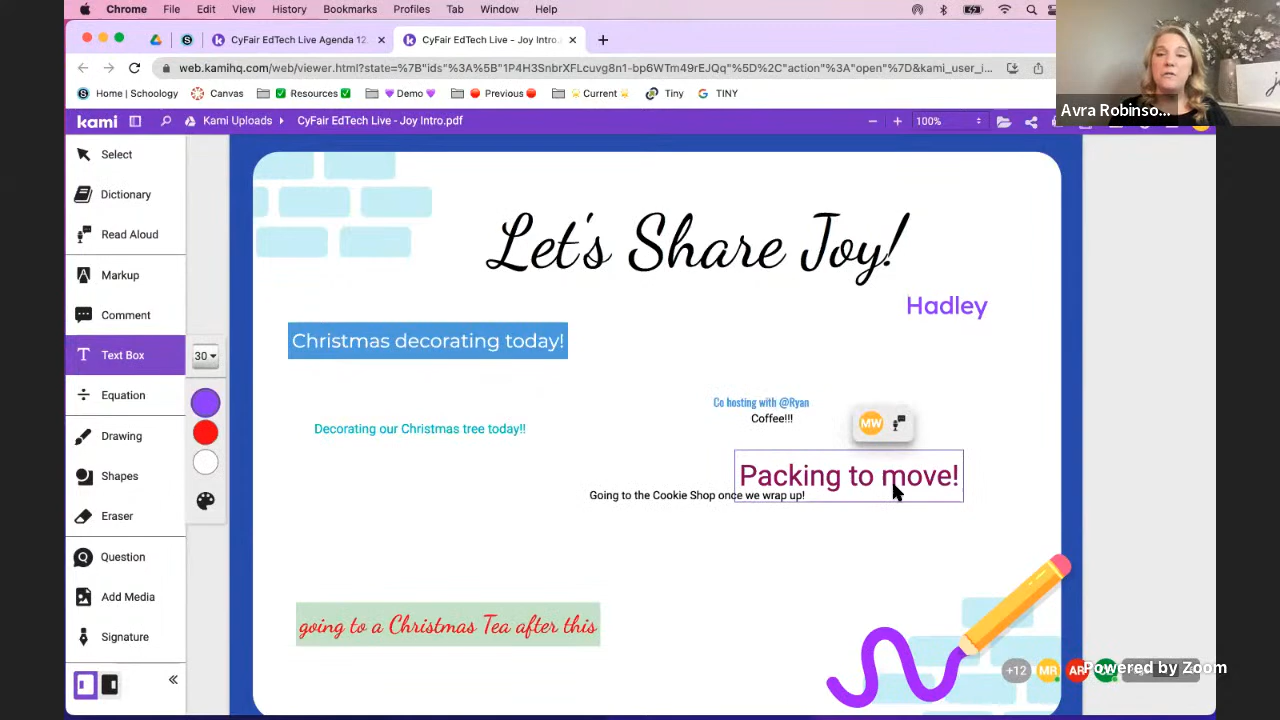 Chrome File Edit View History Bookmarks Profiles Tab Window Help
CyFair EdTech Live Agenda 12. CyFair EdTech Live - Joy Intro.
web.kamihq.com/web/viewer.html?state=%7B"ids"%3A%5B"1P4H3SnbrXFLcuvg8n1-bp6WTm49rEJQq"%5D%2C"action"%3A"open"%7D&kami_user_i...
Home | Schoology Canvas Resources Demo Previous Current Tiny TINY
Avra Robinso...
kami Kami Uploads CyFair EdTech Live - Joy Intro.pdf 100%
Select
Dictionary
Read Aloud
Markup
Comment
Text Box
30
Equation
Drawing
Shapes
Eraser
Question
Add Media
Signature
Let's Share Joy!
Hadley
Christmas decorating today!
Co hosting with @Ryan
Coffee!!!
MW
Decorating our Christmas tree today!!
Packing to move!
Going to the Cookie Shop once we wrap up!
going to a Christmas Tea after this
+12 MR AR
Powered by Zoom